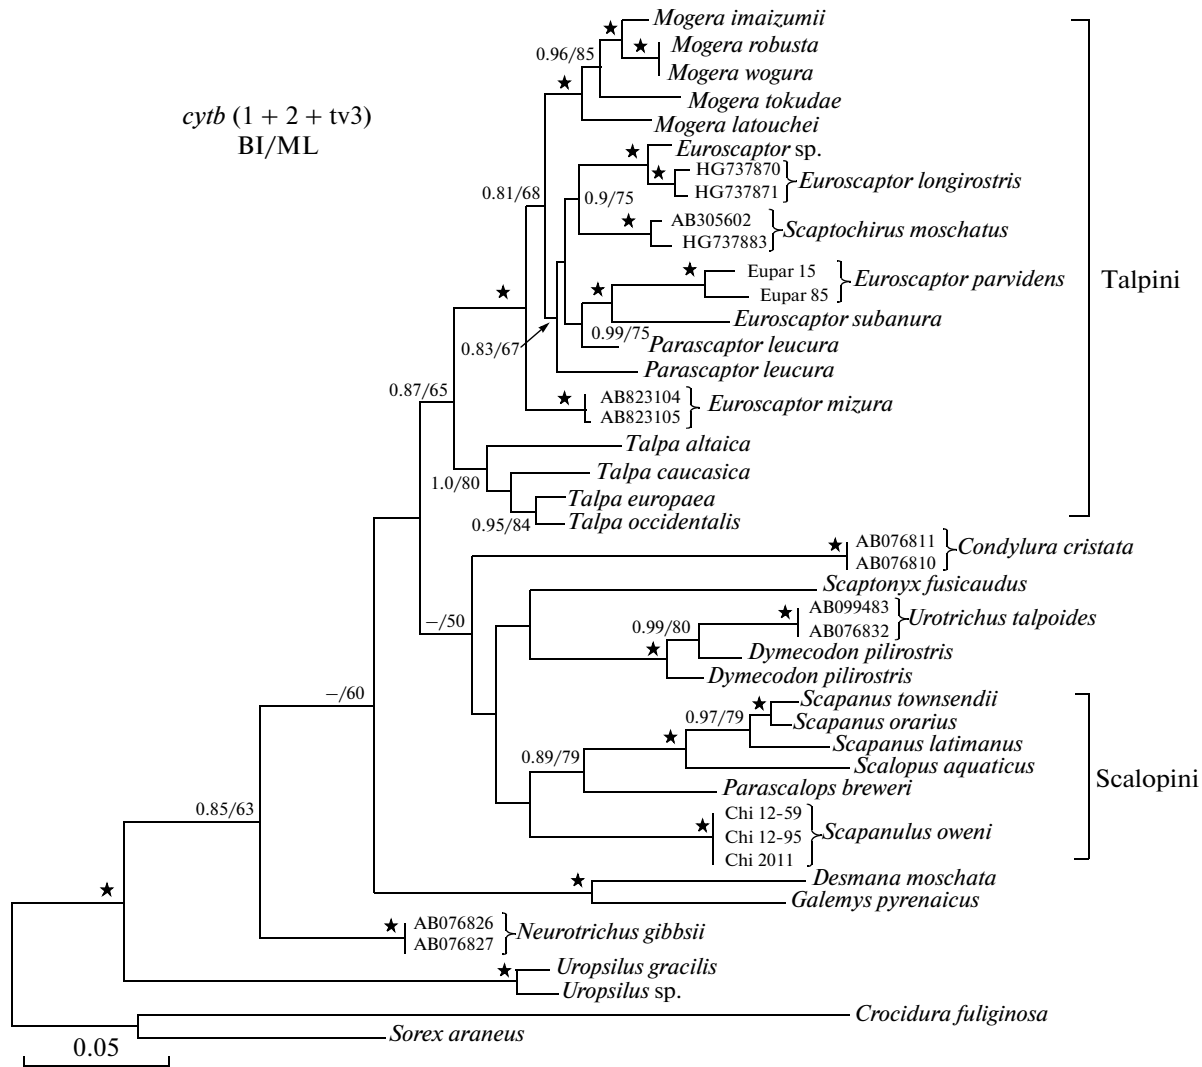 Mogera imaizumii
Mogera robusta
0.96/85
Mogera wogura
Mogera tokudae
cytb (1 + 2 + tv3)
BI/ML
Mogera latouchei
Euroscaptor sp.
HG737870
HG737871
Euroscaptor longirostris
0.81/68
0.9/75
AB305602
HG737883
Scaptochirus moschatus
Eupar 15
Eupar 85
Euroscaptor parvidens
Talpini
Euroscaptor subanura
0.99/75
0.83/67
Parascaptor leucura
Parascaptor leucura
0.87/65
AB823104
AB823105
Euroscaptor mizura
Talpa altaica
Talpa caucasica
1.0/80
Talpa europaea
0.95/84
Talpa occidentalis
AB076811
AB076810
Condylura cristata
Scaptonyx fusicaudus
–/50
AB099483
AB076832
Urotrichus talpoides
0.99/80
Dymecodon pilirostris
Dymecodon pilirostris
–/60
Scapanus townsendii
0.97/79
Scapanus orarius
Scapanus latimanus
0.89/79
Scalopus aquaticus
Scalopini
Parascalops breweri
0.85/63
Chi 12-59
Chi 12-95
Chi 2011
Scapanulus oweni
Desmana moschata
Galemys pyrenaicus
AB076826
AB076827
Neurotrichus gibbsii
Uropsilus gracilis
Uropsilus sp.
Crocidura fuliginosa
Sorex araneus
0.05